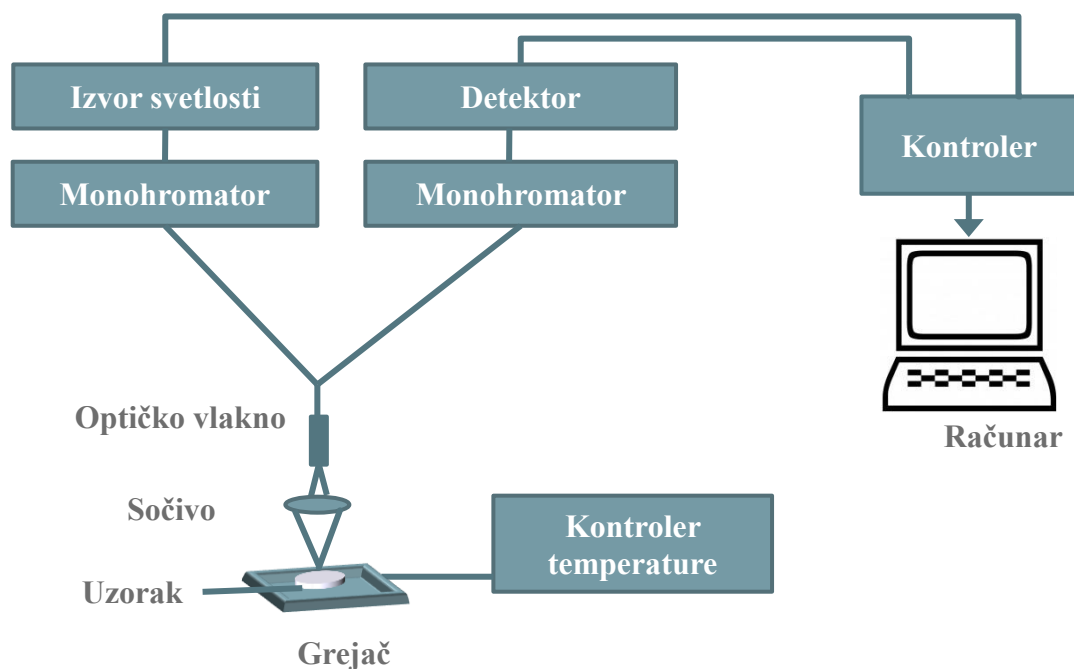 Izvor svetlosti
Detektor
Kontroler
Monohromator
Monohromator
Optičko vlakno
Računar
Sočivo
Kontroler
temperature
Uzorak
Grejač